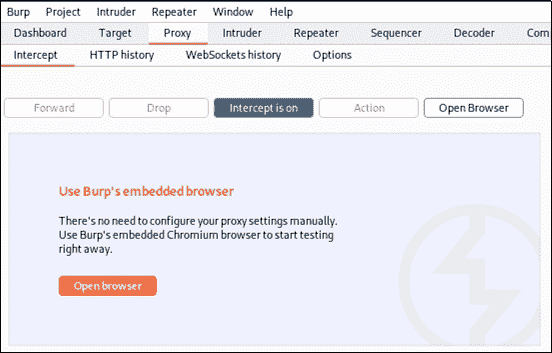 Burp Project Intruder Repeater Window Help
Dashboard Target Proxy Intruder Repeater Sequencer Decoder Com
Intercept HTTP history WebSockets history Options
Forward Drop Intercept is on Action Open Browser
Use Burp's embedded browser
There's no need to configure your proxy settings manually.
Use Burp's embedded Chromium browser to start testing
right away.
Open browser